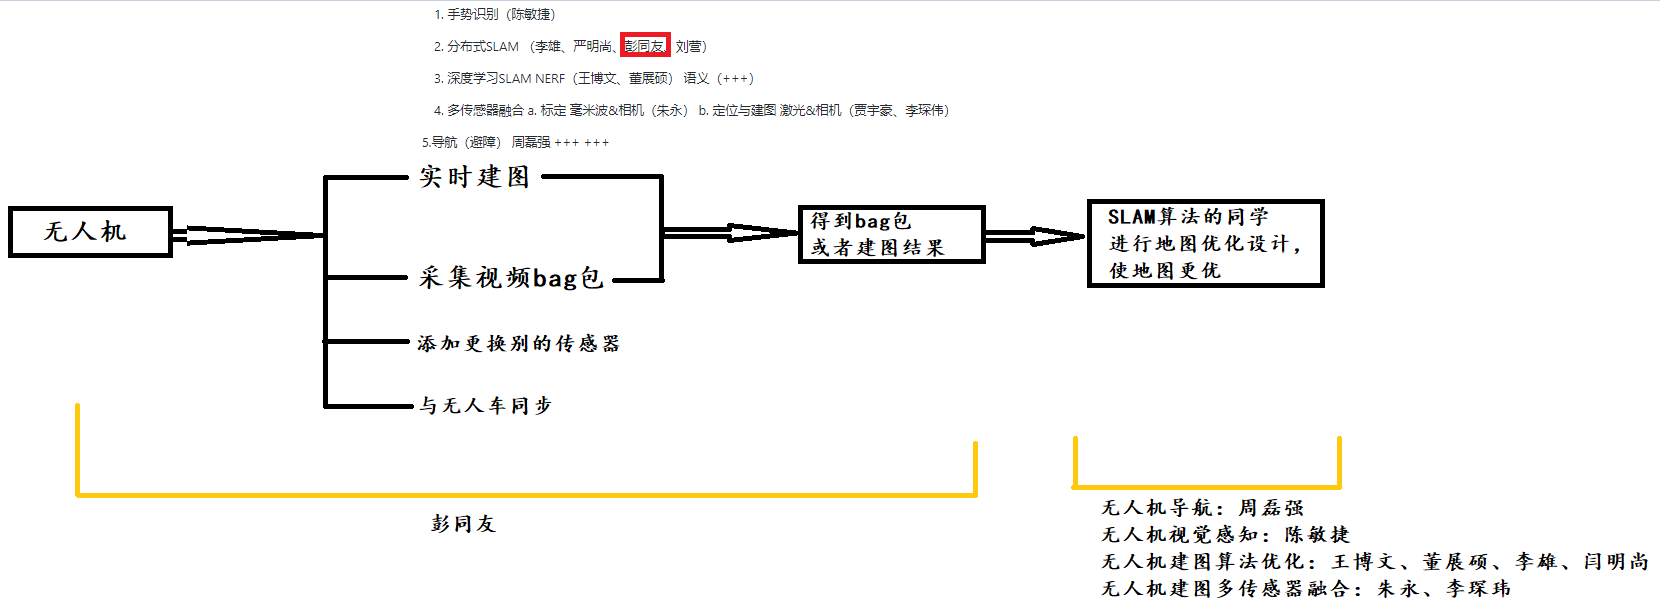 1. 手势识别（陈敏捷）
2. 分布式SLAM （李雄、严明尚、彭同友、刘营）
3. 深度学习SLAM NERF（王博文、董展硕） 语义（+++）
4. 多传感器融合 a. 标定 毫米波&相机（朱永） b. 定位与建图 激光&相机（贾宇豪、李琛伟）
5.导航（避障） 周磊强 +++ +++
无人机
实时建图
采集视频bag包
添加更换别的传感器
与无人车同步
得到bag包
或者建图结果
SLAM算法的同学
进行地图优化设计，
使地图更优
彭同友
无人机导航：周磊强
无人机视觉感知：陈敏捷
无人机建图算法优化：王博文、董展硕、李雄、闫明尚
无人机建图多传感器融合：朱永、李琛玮